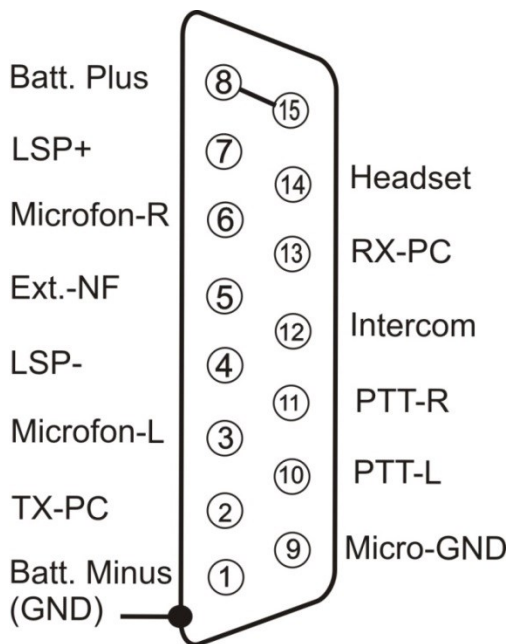 Batt. Plus
8
15
LSP+
7
14
Headset
Microfon-R
6
13
RX-PC
Ext.-NF
5
12
Intercom
LSP-
4
11
PTT-R
Microfon-L
3
10
PTT-L
TX-PC
2
9
Micro-GND
Batt. Minus
1
(GND)